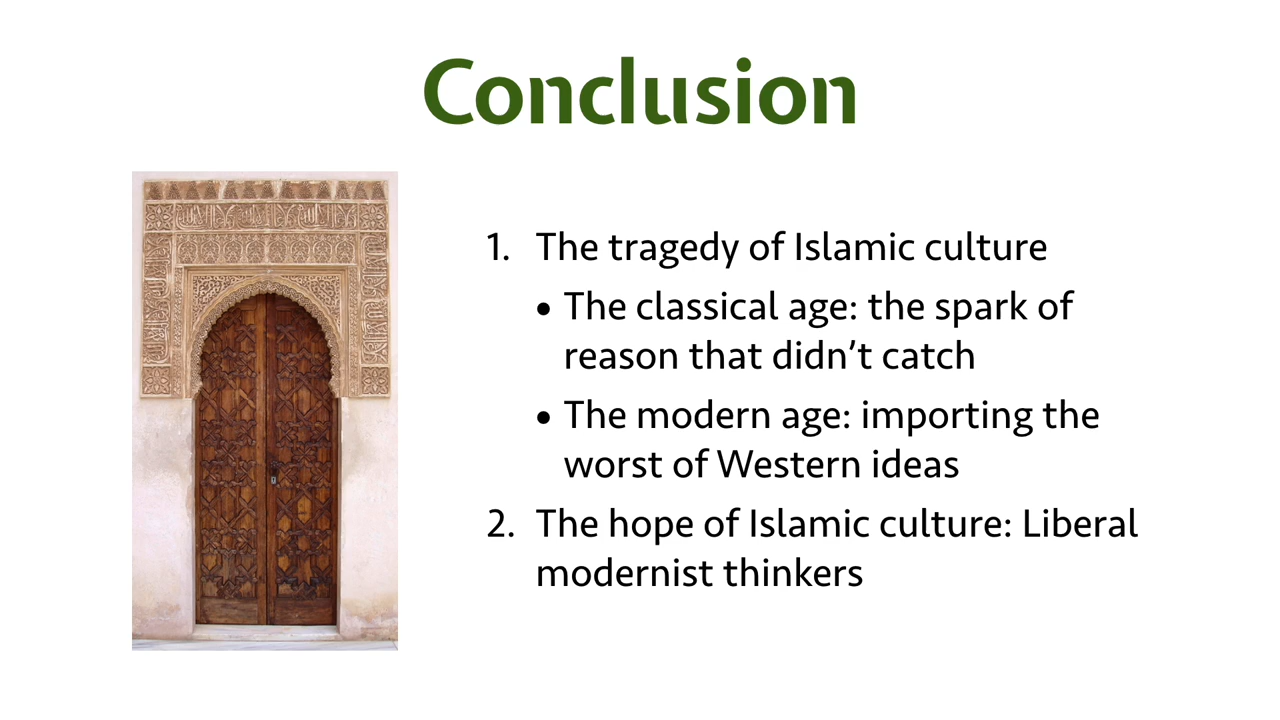 Conclusion
1. The tragedy of Islamic culture
• The classical age: the spark of
reason that didn’t catch
• The modern age: importing the
worst of Western ideas
2. The hope of Islamic culture: Liberal
modernist thinkers